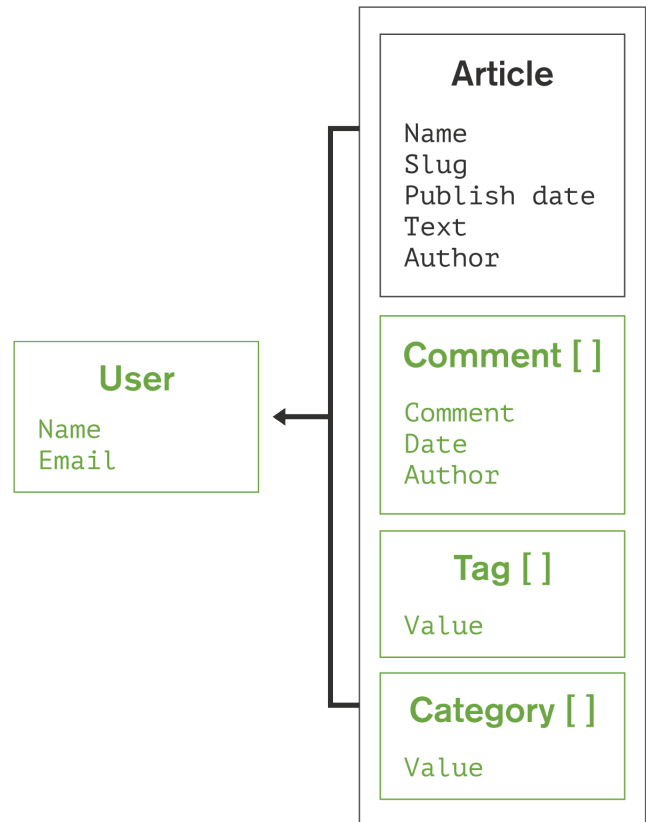 Article
Name
Slug
Publish date
Text
Author
User
Name
Email
Comment [ ]
Comment
Date
Author
Tag [ ]
Value
Category [ ]
Value